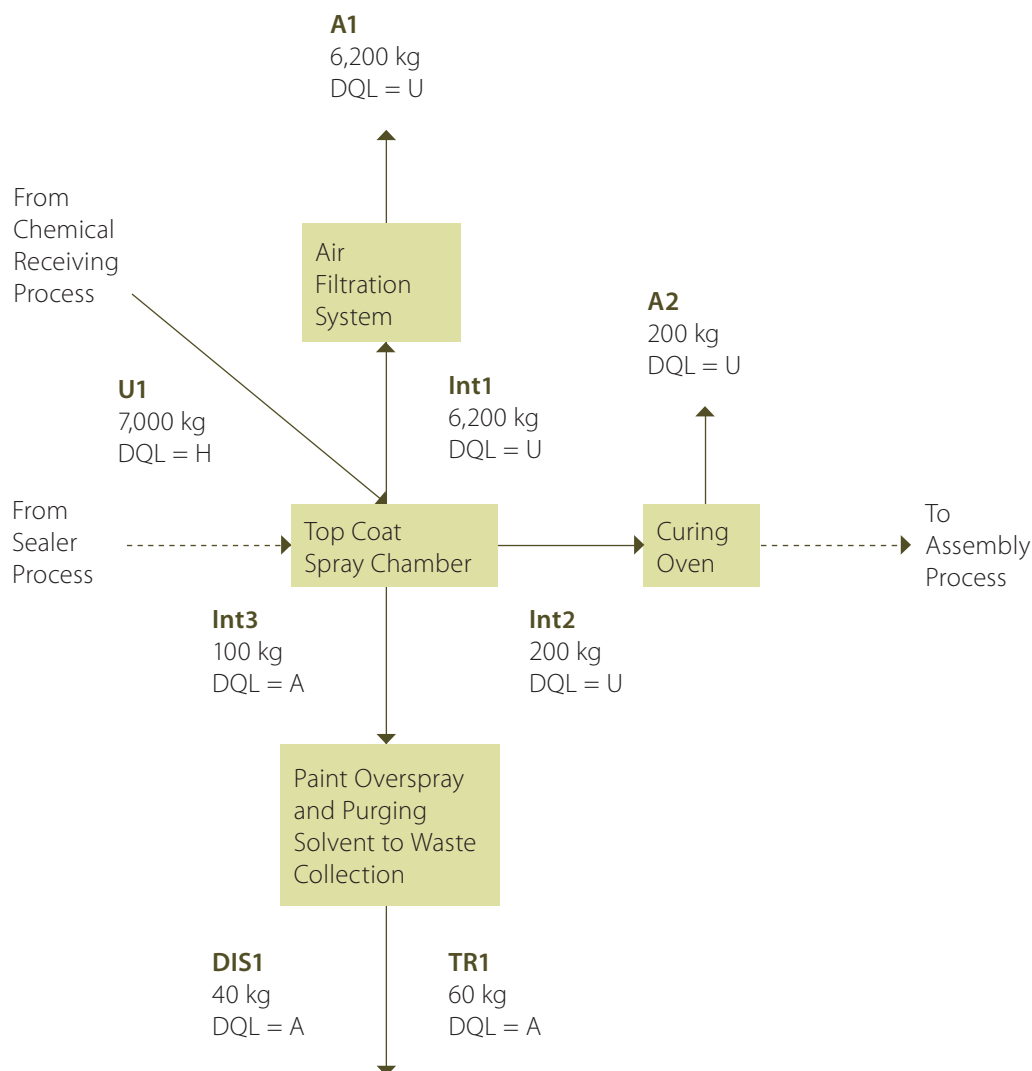 A1
6,200 kg
DQL = U
From
Chemical
Receiving
Process
Air
Filtration
System
A2
200 kg
DQL = U
U1
7,000 kg
DQL = H
Int1
6,200 kg
DQL = U
From
Sealer
Process
Top Coat
Spray Chamber
Curing
Oven
To
Assembly
Process
Int3
100 kg
DQL = A
Int2
200 kg
DQL = U
Paint Overspray
and Purging
Solvent to Waste
Collection
DIS1
40 kg
DQL = A
TR1
60 kg
DQL = A